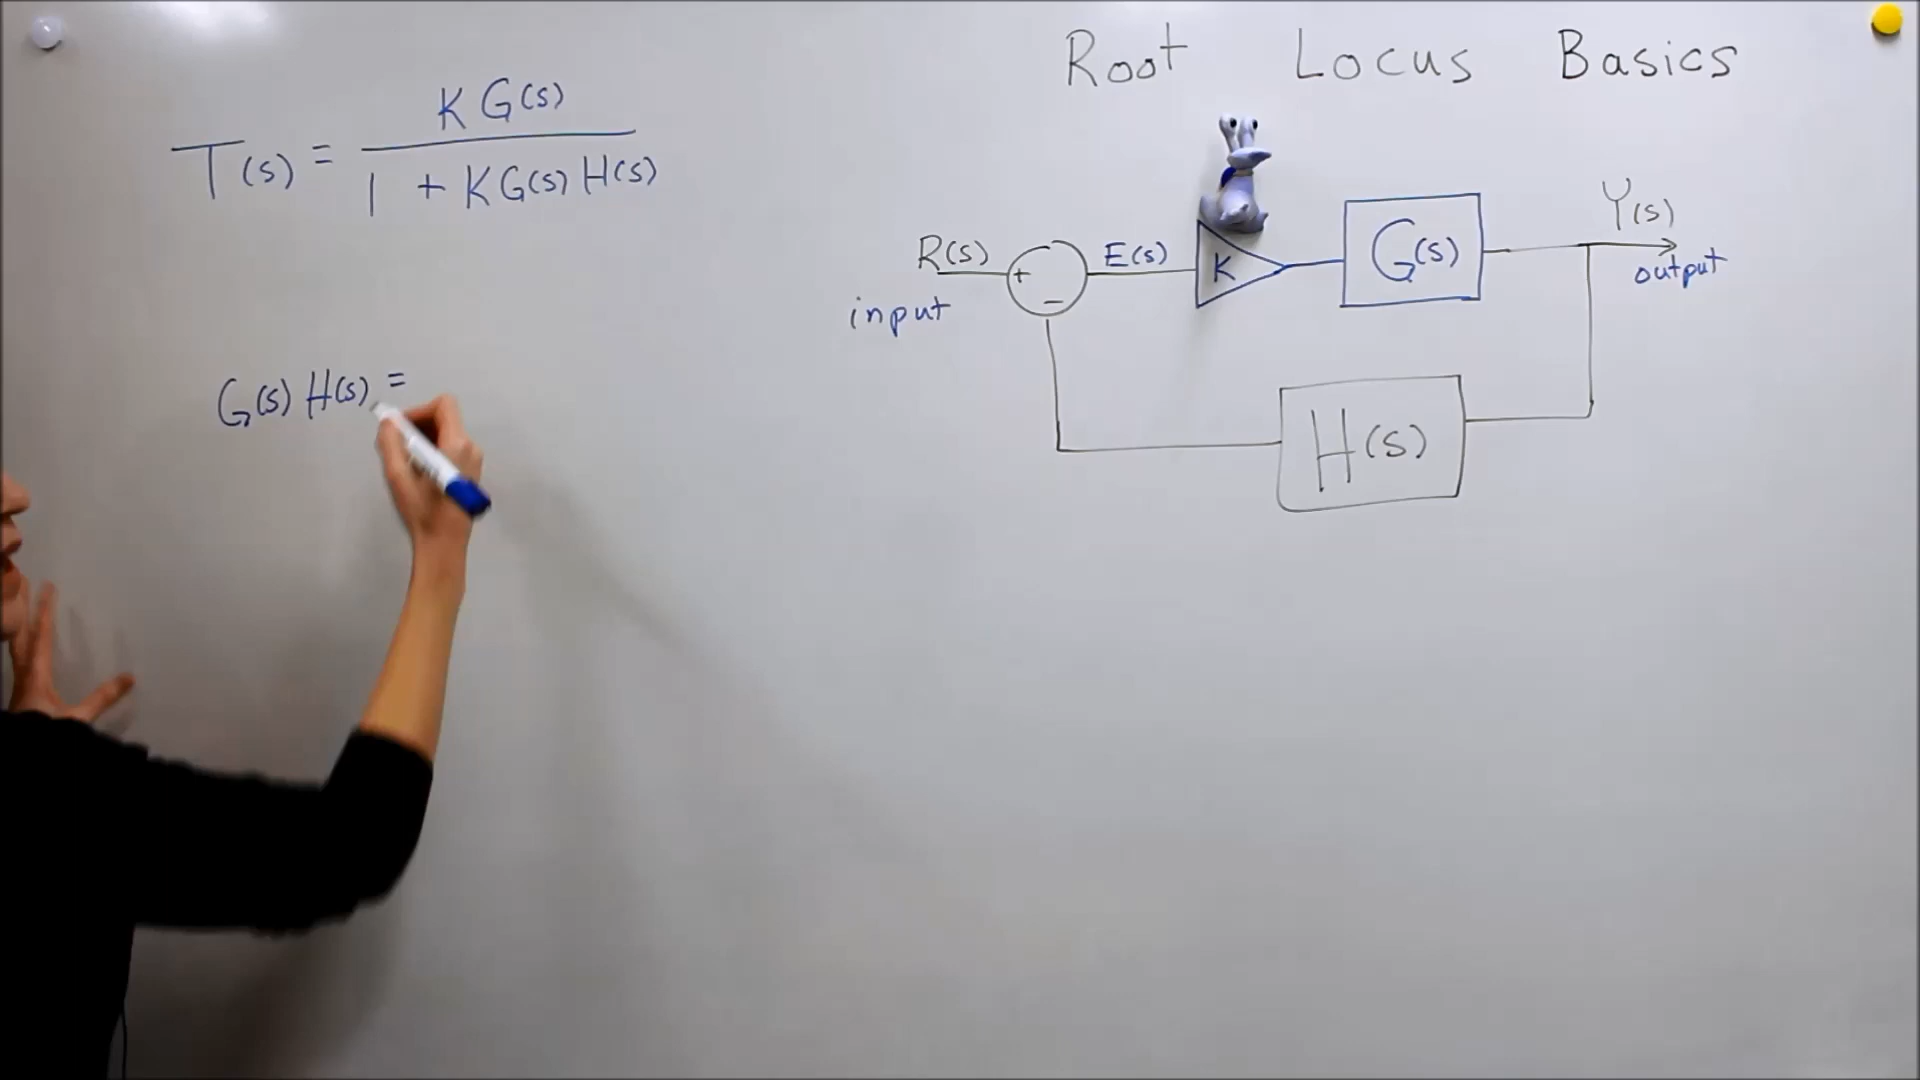 Root Locus Basics
T(s) = K G(s) / 1 + K G(s) H(s)
G(s) H(s) =
R(s)
input
+
−
E(s)
K
G(s)
Y(s)
output
H(s)